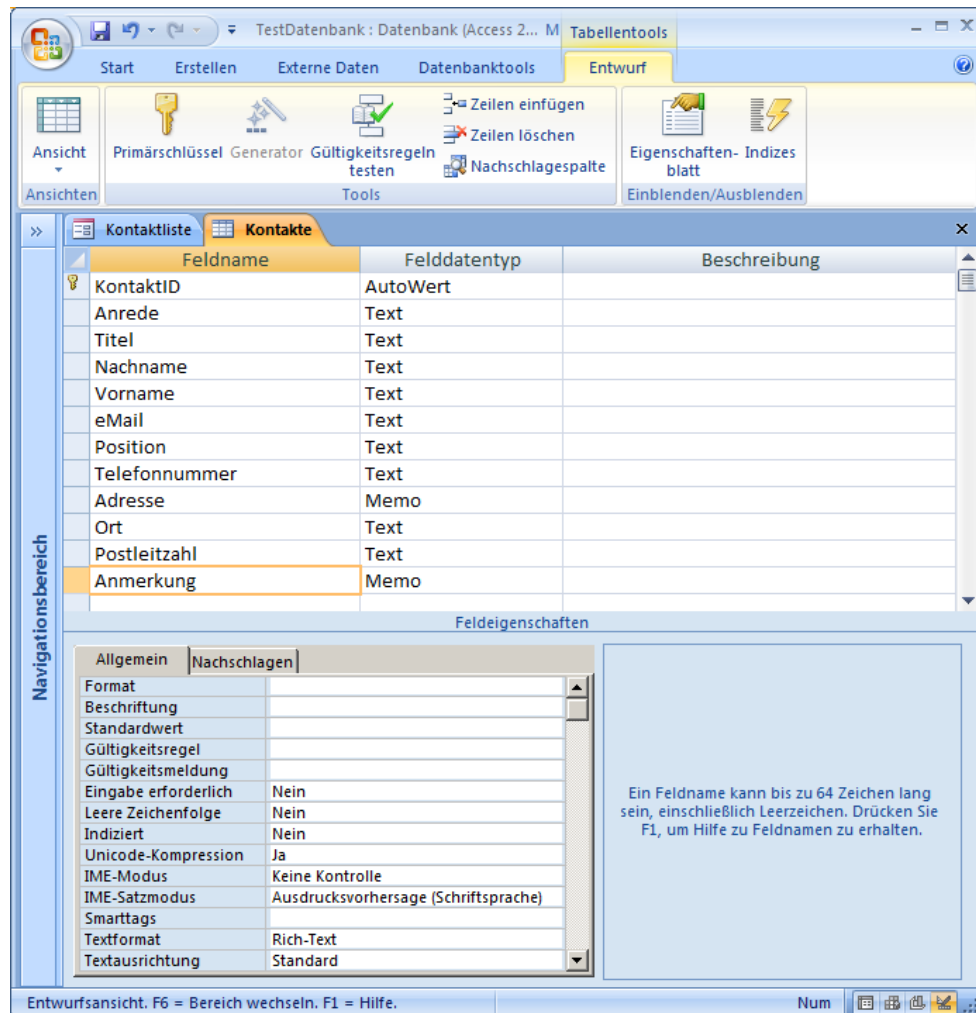 TestDatenbank : Datenbank (Access 2... M Tabellentools
Start Erstellen Externe Daten Datenbanktools Entwurf
Ansicht
Primärschlüssel Generator Gültigkeitsregeln testen
Zeilen einfügen
Zeilen löschen
Nachschlagespalte
Eigenschaften-
blatt
Indizes
Ansichten Tools Einblenden/Ausblenden
» Kontaktliste Kontakte
Feldname Felddatentyp Beschreibung
KontaktID AutoWert
Anrede Text
Titel Text
Nachname Text
Vorname Text
eMail Text
Position Text
Telefonnummer Text
Adresse Memo
Ort Text
Postleitzahl Text
Anmerkung Memo
Navigationsbereich
Feldeigenschaften
Allgemein Nachschlagen
Format
Beschriftung
Standardwert
Gültigkeitsregel
Gültigkeitsmeldung
Eingabe erforderlich Nein
Leere Zeichenfolge Nein
Indiziert Nein
Unicode-Kompression Ja
IME-Modus Keine Kontrolle
IME-Satzmodus Ausdrucksvorhersage (Schriftsprache)
Smarttags
Textformat Rich-Text
Textausrichtung Standard
Ein Feldname kann bis zu 64 Zeichen lang
sein, einschließlich Leerzeichen. Drücken Sie
F1, um Hilfe zu Feldnamen zu erhalten.
Entwurfsansicht. F6 = Bereich wechseln. F1 = Hilfe. Num